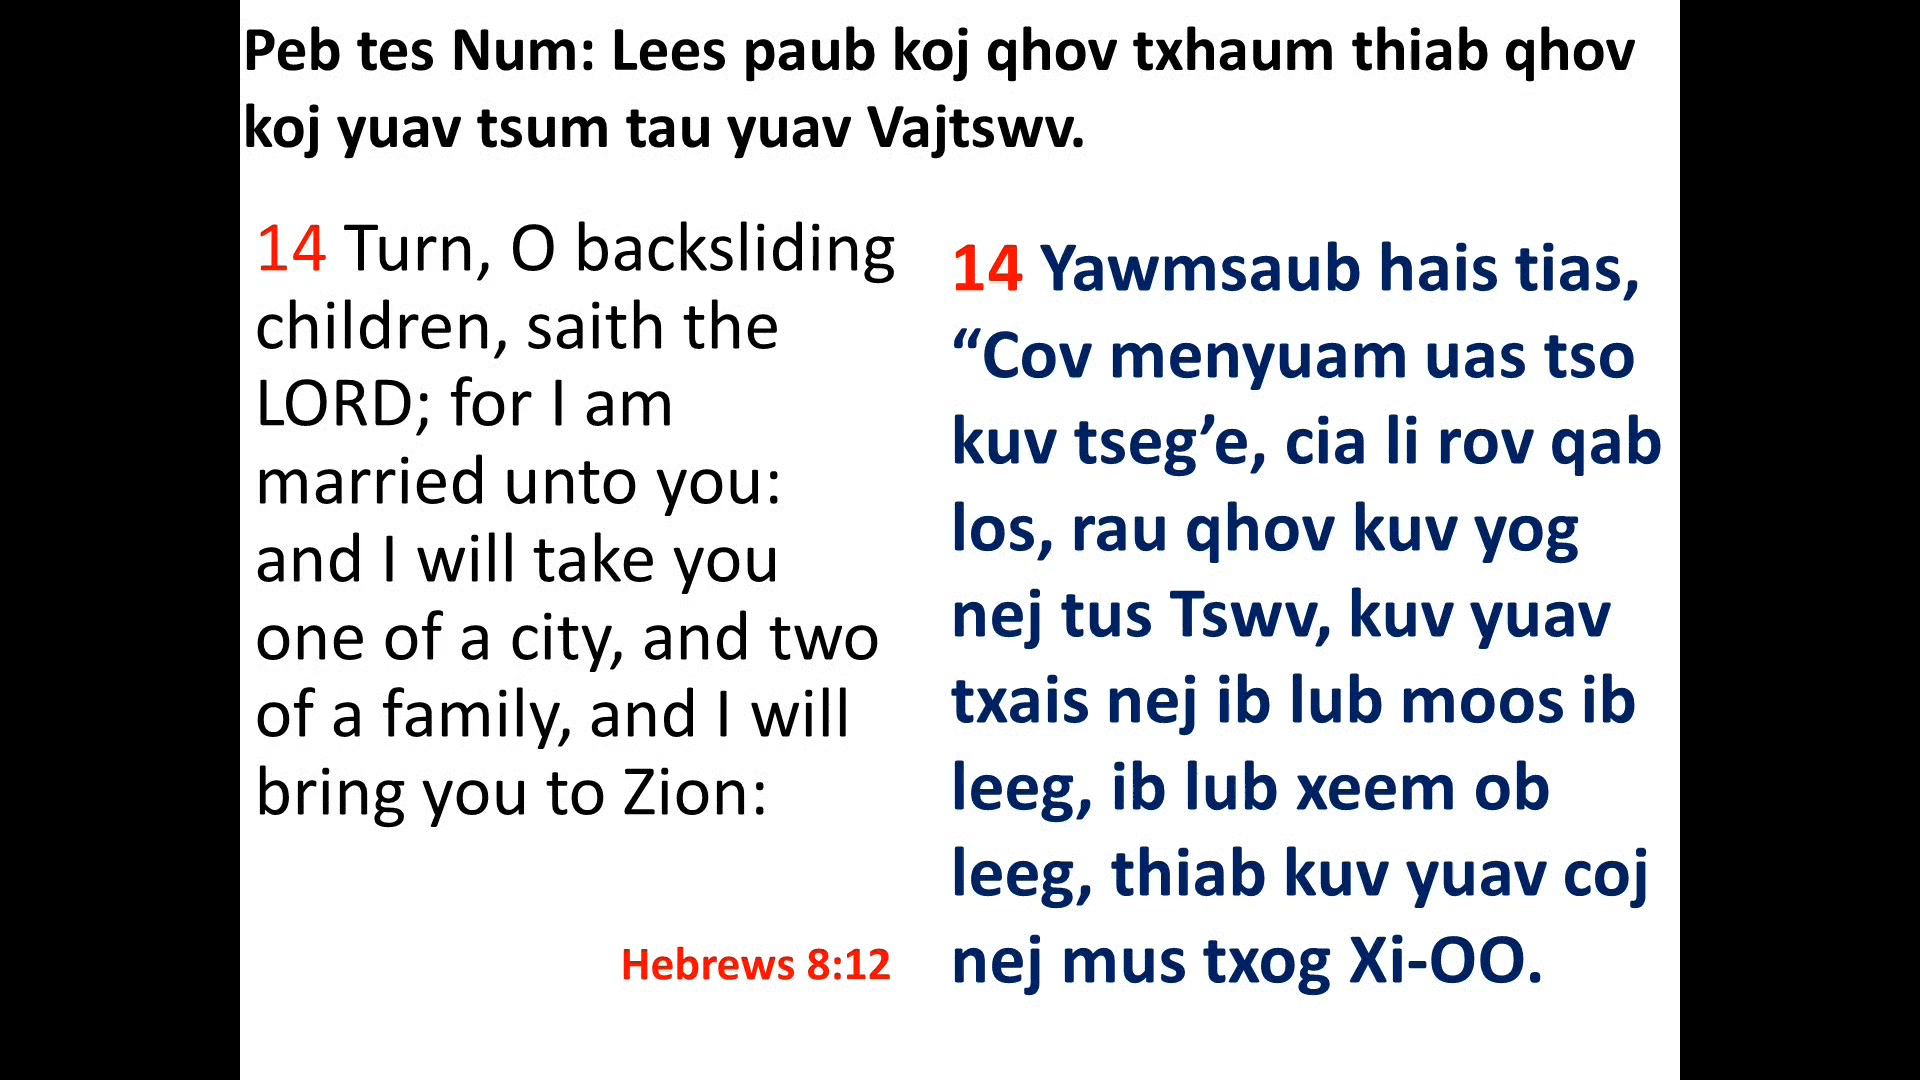 Peb tes Num: Lees paub koj qhov txhaum thiab qhov
koj yuav tsum tau yuav Vajtswv.
14 Turn, O backsliding
children, saith the
LORD; for I am
married unto you:
and I will take you
one of a city, and two
of a family, and I will
bring you to Zion:
Hebrews 8:12
14 Yawmsaub hais tias,
“Cov menyuam uas tso
kuv tseg’e, cia li rov qab
los, rau qhov kuv yog
nej tus Tswv, kuv yuav
txais nej ib lub moos ib
leeg, ib lub xeem ob
leeg, thiab kuv yuav coj
nej mus txog Xi-OO.